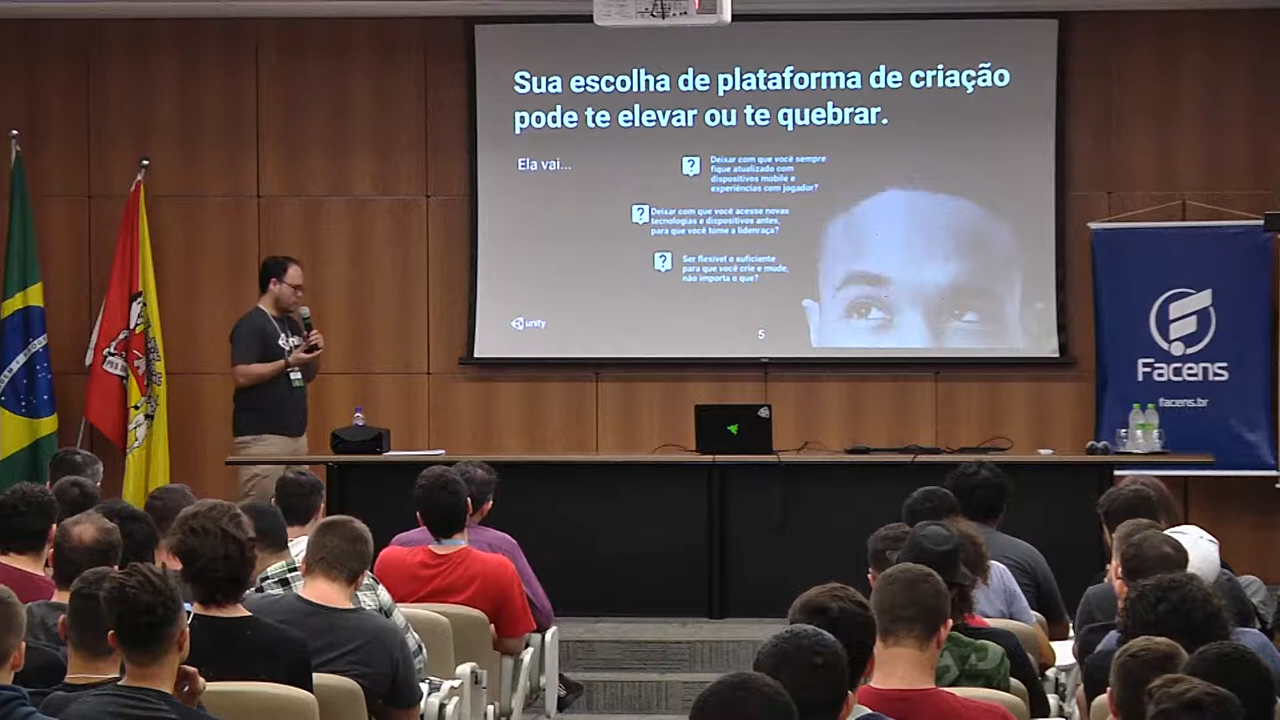 Sua escolha de plataforma de criação
pode te elevar ou te quebrar.
Ela vai...
?
Deixar com que você sempre
fique atualizado com
dispositivos mobile e
experiências com jogador?
?
Deixar com que você acesse novas
tecnologias e dispositivos antes,
para que você tome a lidenraça?
?
Ser flexível o suficiente
para que você crie e mude,
não importa o que?
unity
5
Facens
facens.br